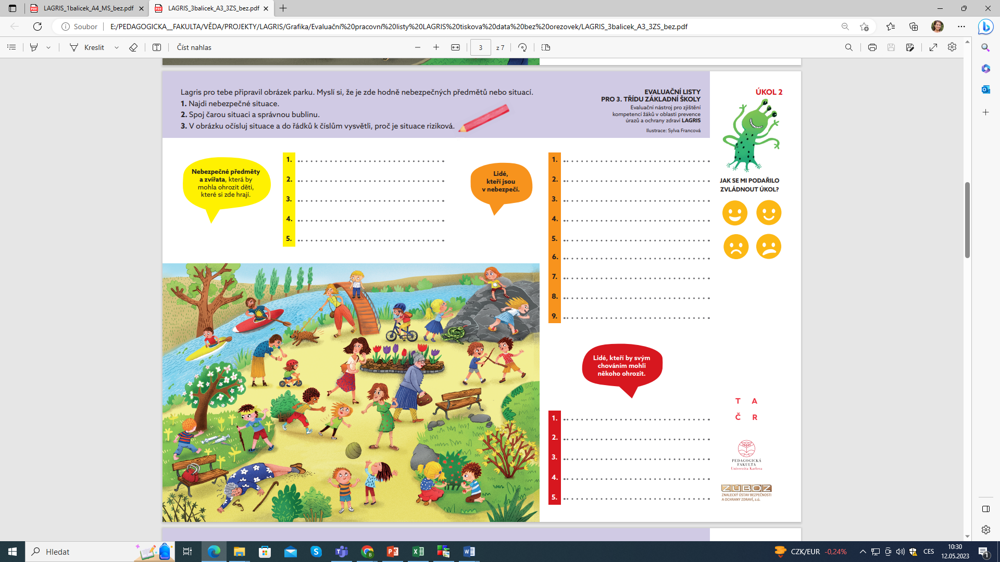 LAGRIS_1balicek_A4_MS_bez.pdf
LAGRIS_3balicek_A3_3ZS_bez.pdf
Soubor
E:/PEDAGOGICKA__FAKULTA/VĚDA/PROJEKTY/LAGRIS/Grafika/Evaluační%20pracovní%20listy%20LAGRIS%20tiskova%20data%20bez%20orezovek/LAGRIS_3balicek_A3_3ZS_bez.pdf
Kreslit
Číst nahlas
3
z 7
Lagris pro tebe připravil obrázek parku. Myslí si, že je zde hodně nebezpečných předmětů nebo situací.
1. Najdi nebezpečné situace.
2. Spoj čarou situaci a správnou bublinu.
3. V obrázku očísluj situace a do řádků k číslům vysvětli, proč je situace riziková.
EVALUAČNÍ LISTY
PRO 3. TŘÍDU ZÁKLADNÍ ŠKOLY
Evaluační nástroj pro zjištění
kompetencí žáků v oblasti prevence
úrazů a ochrany zdraví LAGRIS
Ilustrace: Sylva Francová
ÚKOL 2
Nebezpečné předměty
a zvířata, která by
mohla ohrozit děti,
které si zde hrají.
1.
2.
3.
4.
5.
Lidé,
kteří jsou
v nebezpečí.
1.
2.
3.
4.
5.
6.
7.
8.
9.
JAK SE MI PODAŘILO
ZVLÁDNOUT ÚKOL?
Lidé, kteří by svým
chováním mohli
někoho ohrozit.
1.
2.
3.
4.
5.
T A
Č R
PEDAGOGICKÁ
FAKULTA
Univerzita Karlova
ZUBOZ
ZNALECKÝ ÚSTAV BEZPEČNOSTI
A OCHRANY ZDRAVÍ, z.ú.
Hledat
CZK/EUR -0,24%
CES
10:30
12.05.2023
1